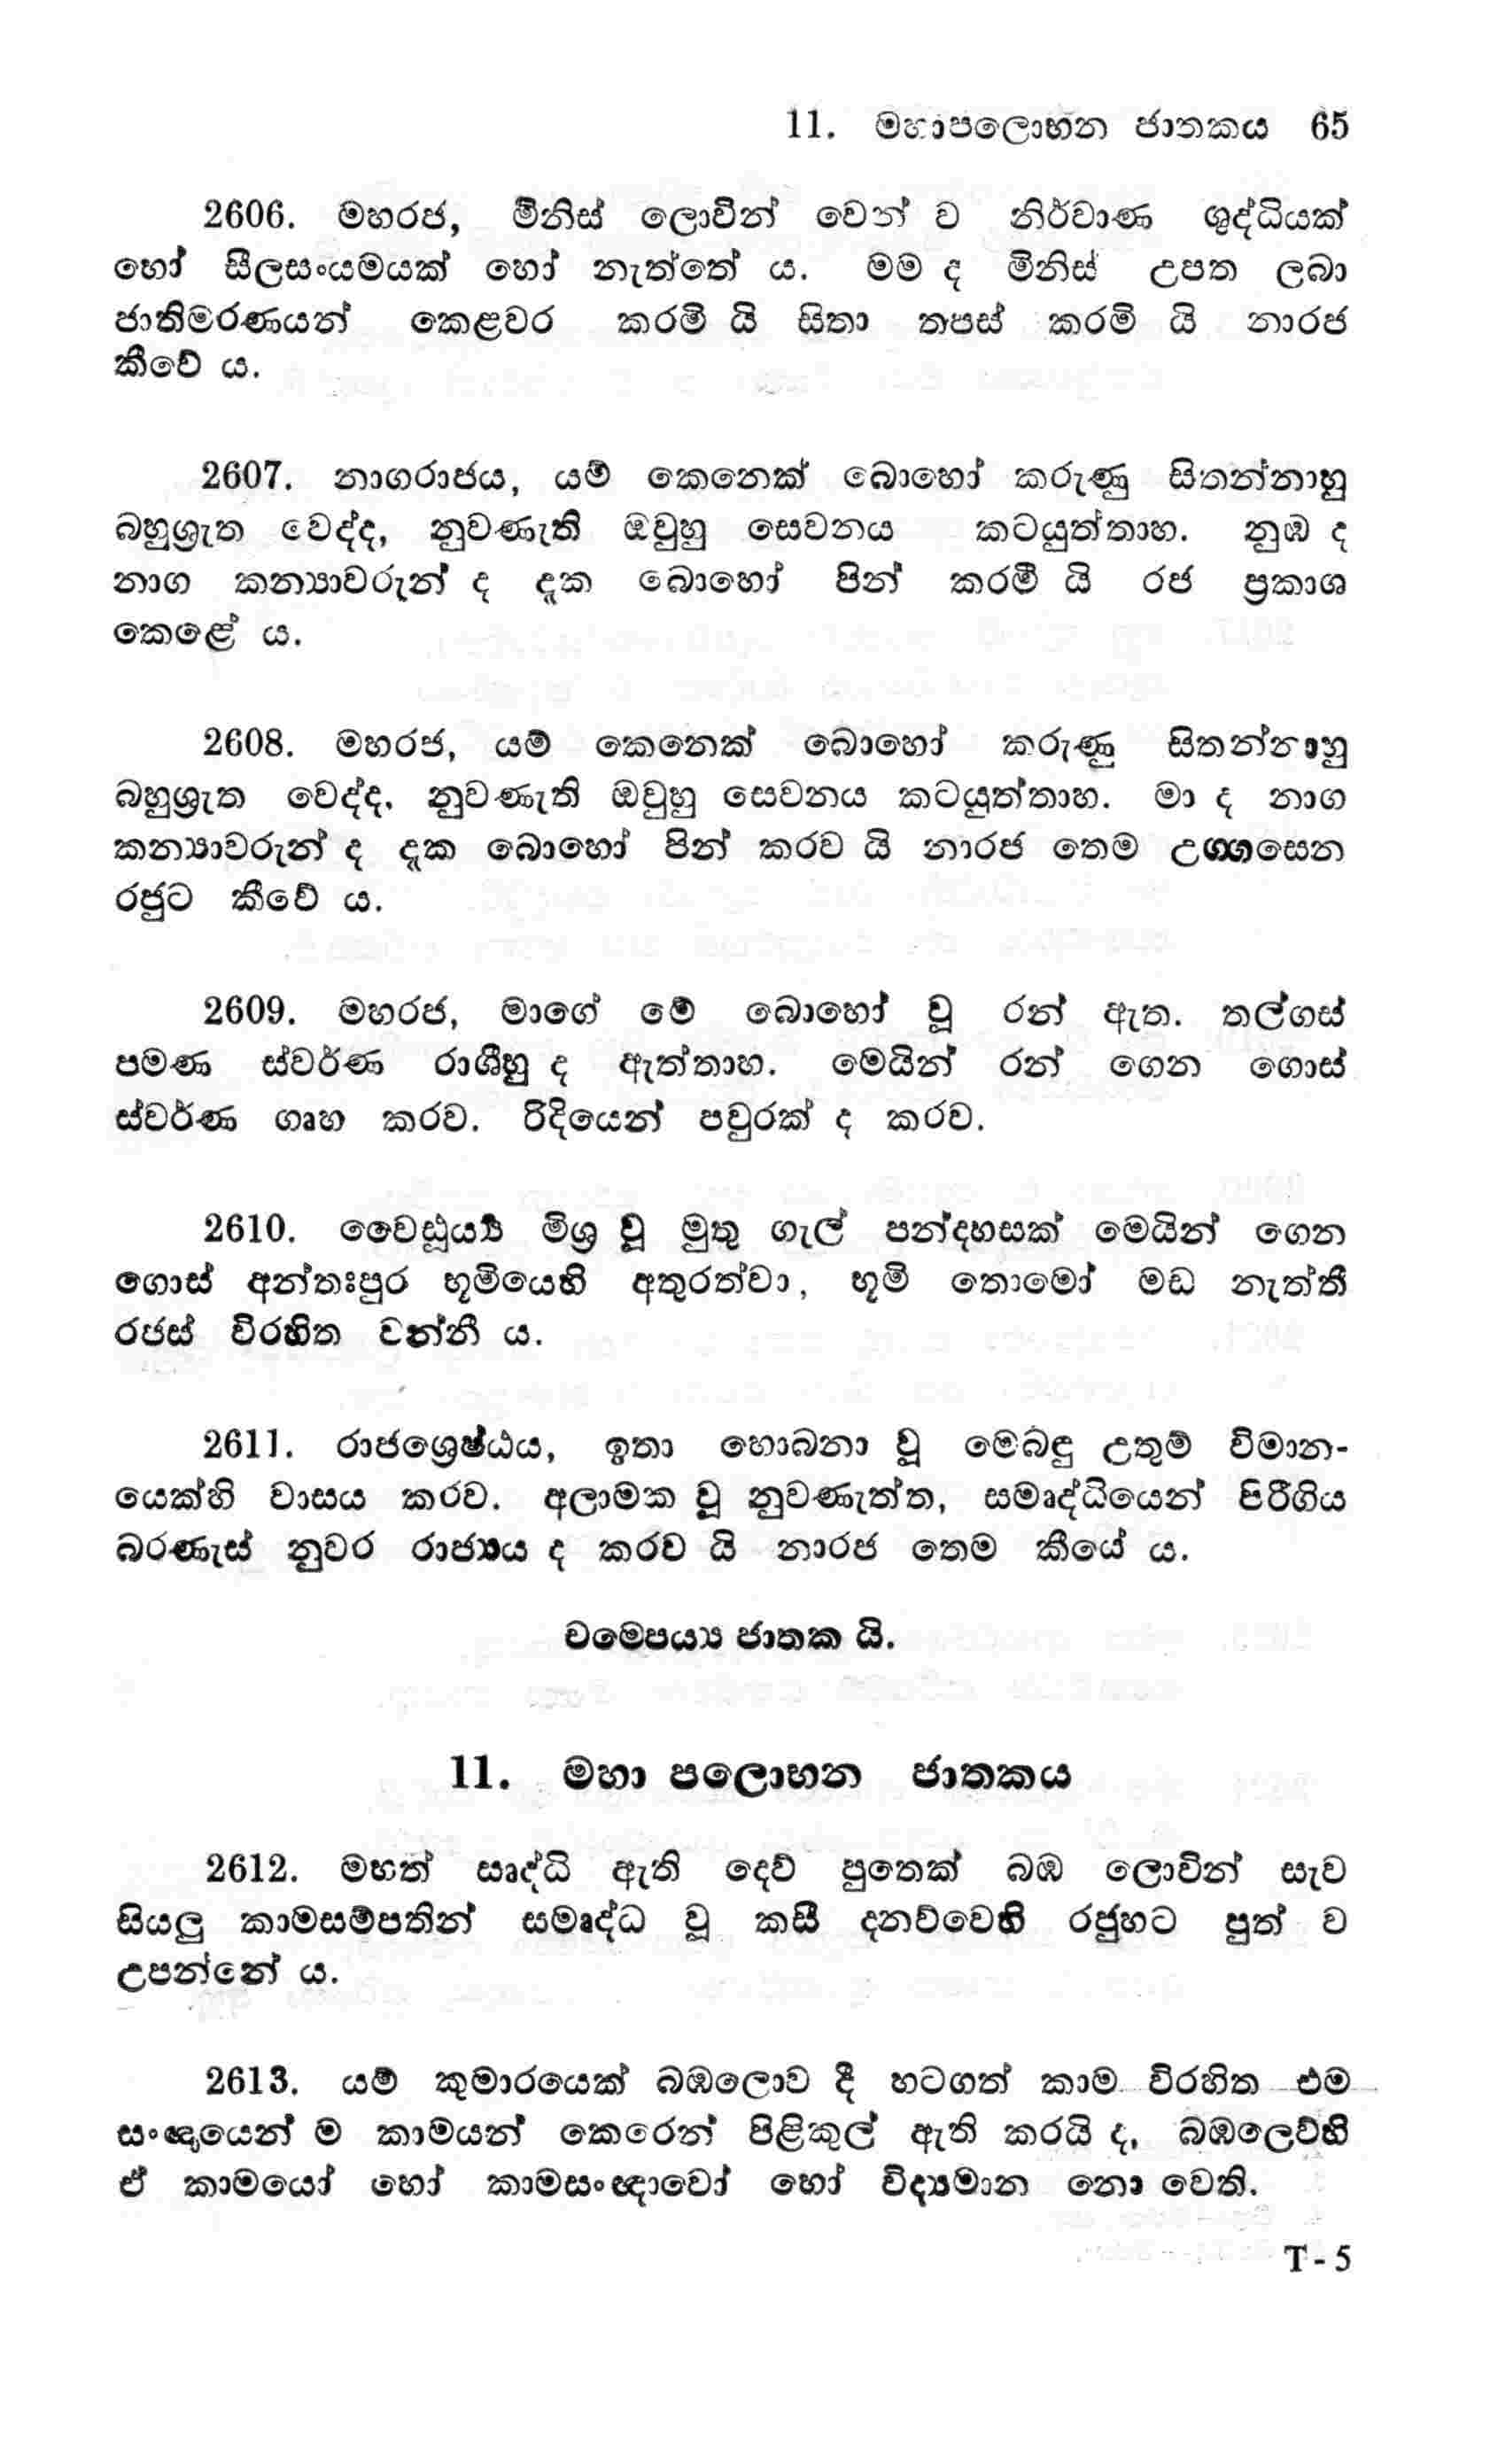 11. මහාපලොභන ජාතකය 65
2606. මහරජ, මිනිස් ලොවින් වෙන් ව නිර්වාණ ශුද්ධියක්
හෝ සීලසංයමයක් හෝ නැත්තේ ය. මම ද මිනිස් උපත ලබා
ජාතිමරණයන් කෙළවර කරමි යි සිතා තපස් කරමි යි නාරජ
කීවේ ය.
2607. නාගරාජය, යම් කෙනෙක් බොහෝ කරුණු සිතන්නාහු
බහුශ්‍රැත වෙද්ද, නුවණැති ඔවුහු සෙවනය කටයුත්තාහ. නුඹ ද
නාග කන්‍යාවරුන් ද දැක බොහෝ පින් කරමි යි රජ ප්‍රකාශ
කෙළේ ය.
2608. මහරජ, යම් කෙනෙක් බොහෝ කරුණු සිතන්නාහු
බහුශ්‍රැත වෙද්ද, නුවණැති ඔවුහු සෙවනය කටයුත්තාහ. මා ද නාග
කන්‍යාවරුන් ද දැක බොහෝ පින් කරව යි නාරජ තෙම උග්ගසෙන
රජුට කීවේ ය.
2609. මහරජ, මාගේ මේ බොහෝ වූ රන් ඇත. තල්ගස්
පමණ ස්වර්ණ රාශීහු ද ඇත්තාහ. මෙයින් රන් ගෙන ගොස්
ස්වර්ණ ගෘහ කරව. රිදියෙන් පවුරක් ද කරව.
2610. වෛඪූර්‍ය්‍ය මිශ්‍ර වූ මුතු ගැල් පන්දහසක් මෙයින් ගෙන
ගොස් අන්තඃපුර භූමියෙහි අතුරත්වා, භූමි තොමෝ මඩ නැත්තී
රජස් විරහිත වන්නී ය.
2611. රාජශ්‍රෙෂ්ඨය, ඉතා හොබනා වූ මෙබඳු උතුම් විමාන-
යෙක්හි වාසය කරව. අලාමක වූ නුවණැත්ත, සමෘද්ධියෙන් පිරීගිය
බරණැස් නුවර රාජ්‍යය ද කරව යි නාරජ තෙම කීයේ ය.
චම්පෙය්‍ය ජාතක යි.
11. මහා පලොභන ජාතකය
2612. මහත් සෘද්ධි ඇති දෙව් පුතෙක් බඹ ලොවින් සැව
සියලු කාමසම්පතින් සමෘද්ධ වූ කසී දනව්වෙහි රජුහට පුත් ව
උපන්නේ ය.
2613. යම් කුමාරයෙක් බඹලොව දී හටගත් කාම විරහිත එම
සංඥයෙන් ම කාමයන් කෙරෙන් පිළිකුල් ඇති කරයි ද, බඹලෙව්හි
ඒ කාමයෝ හෝ කාමසංඥාවෝ හෝ විද්‍යමාන නො වෙති.
T - 5